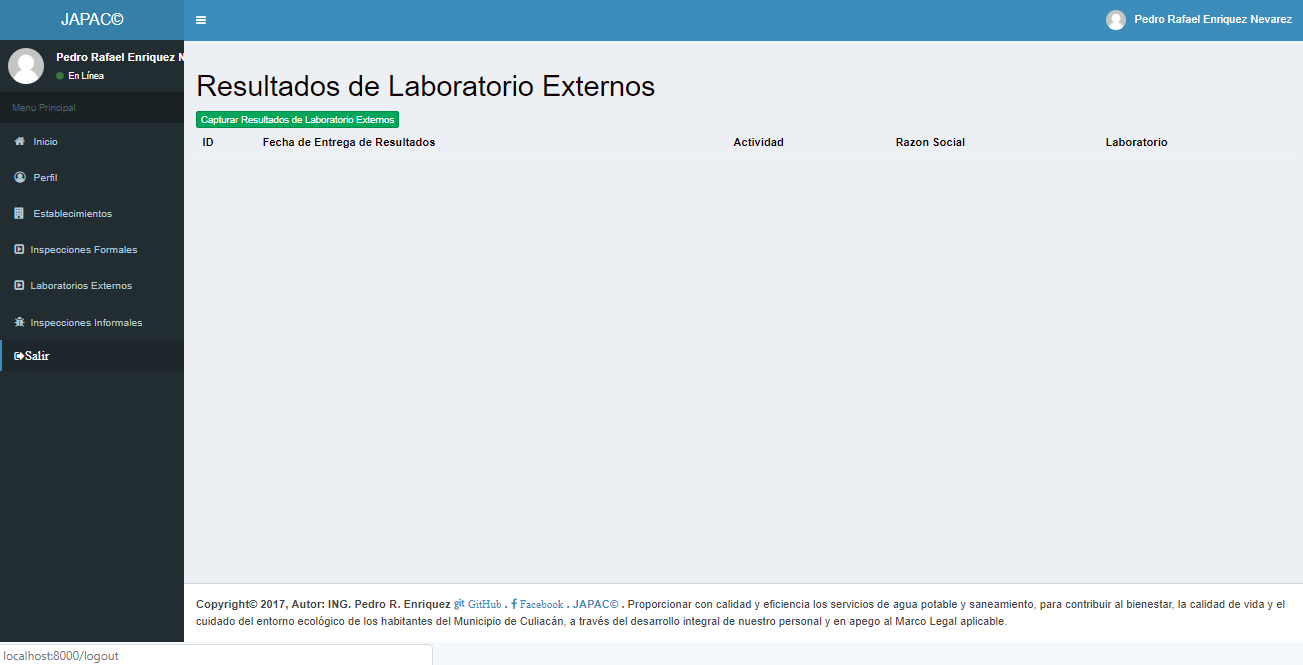 JAPAC©
Pedro Rafael Enriquez Nevarez
Pedro Rafael Enriquez N
En Línea
Menu Principal
Inicio
Perfil
Establecimientos
Inspecciones Formales
Laboratorios Externos
Inspecciones Informales
Salir
Resultados de Laboratorio Externos
Capturar Resultados de Laboratorio Externos
ID Fecha de Entrega de Resultados Actividad Razon Social Laboratorio
Copyright© 2017, Autor: ING. Pedro R. Enriquez git GitHub . f Facebook . JAPAC© . Proporcionar con calidad y eficiencia los servicios de agua potable y saneamiento, para contribuir al bienestar, la calidad de vida y el
cuidado del entorno ecológico de los habitantes del Municipio de Culiacán, a través del desarrollo integral de nuestro personal y en apego al Marco Legal aplicable.
localhost:8000/logout